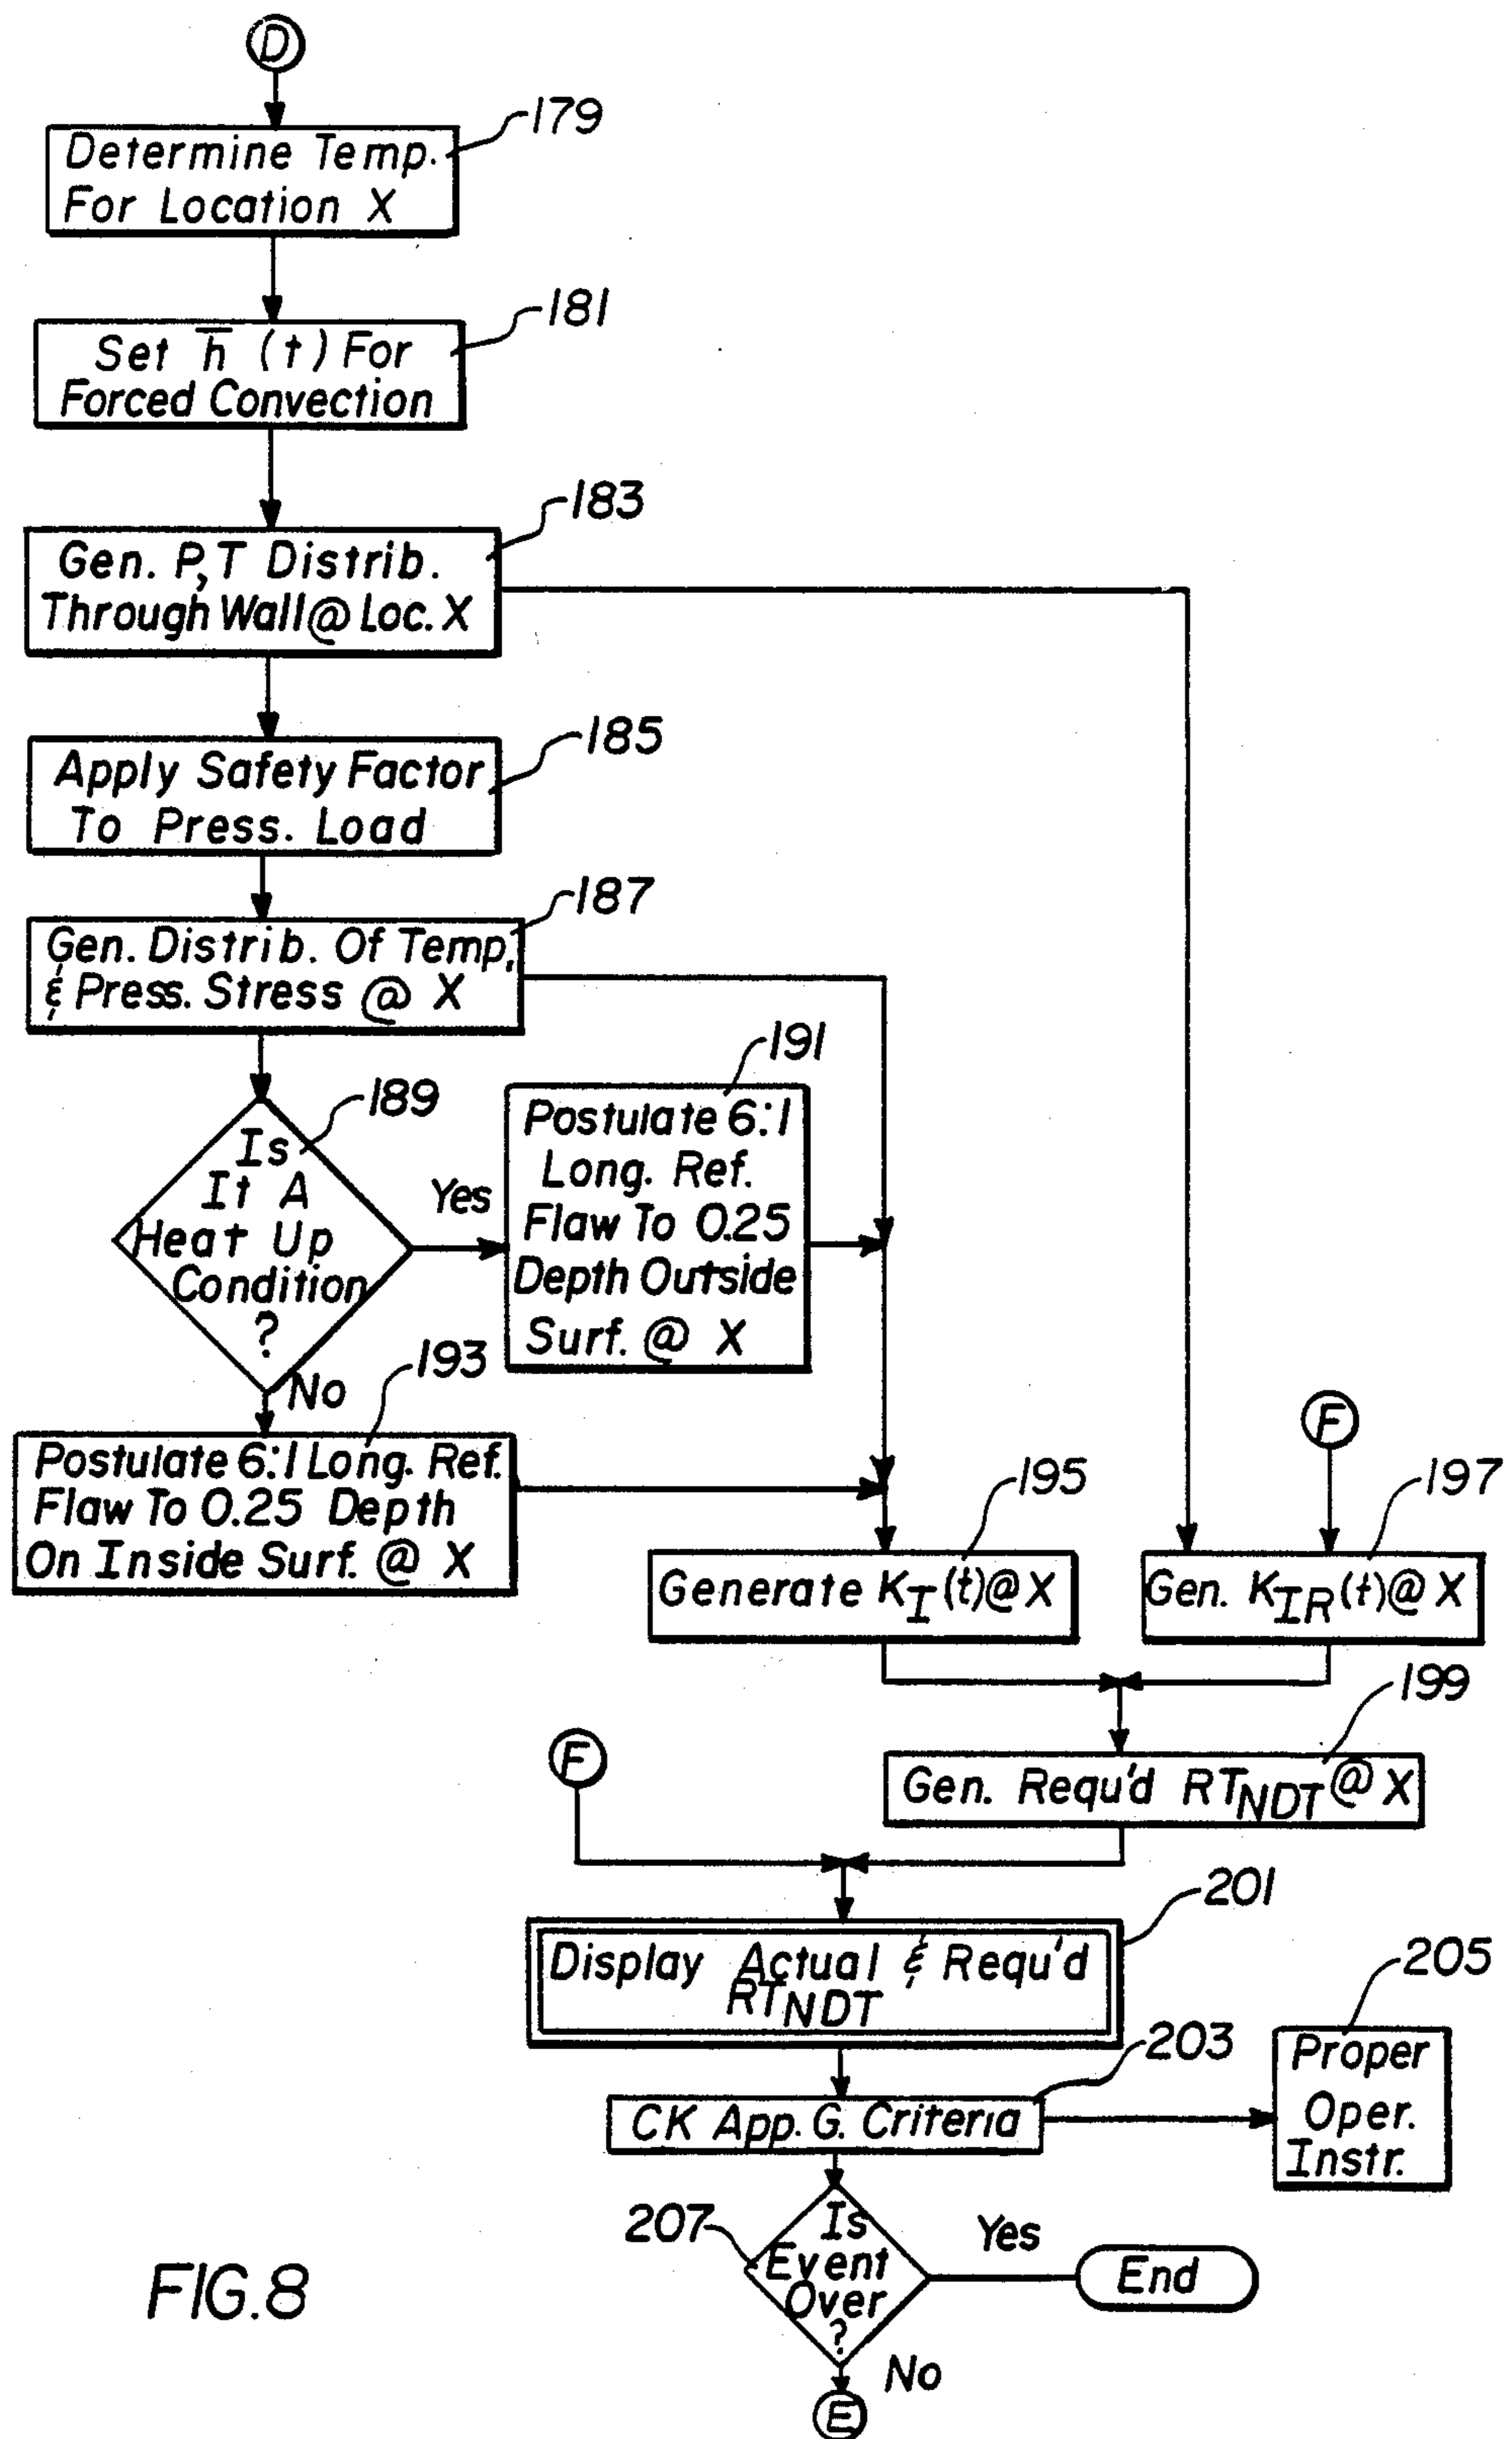 D
179
Determine Temp.
For Location X
181
Set h̅ (t) For
Forced Convection
183
Gen. P,T Distrib.
Through Wall @ Loc. X
185
Apply Safety Factor
To Press. Load
187
Gen. Distrib. Of Temp.
& Press. Stress @ X
189
Is
It A
Heat Up
Condition
?
Yes
No
191
Postulate 6:1
Long. Ref.
Flaw To 0.25
Depth Outside
Surf. @ X
193
Postulate 6:1 Long. Ref.
Flaw To 0.25 Depth
On Inside Surf. @ X
195
Generate KI(t)@ X
F
197
Gen. KIR(t)@ X
199
Gen. Requ'd RTNDT @ X
F
201
Display Actual & Requ'd
RTNDT
203
CK App. G. Criteria
205
Proper
Oper.
Instr.
207
Is
Event
Over
?
Yes
End
No
E
FIG.8